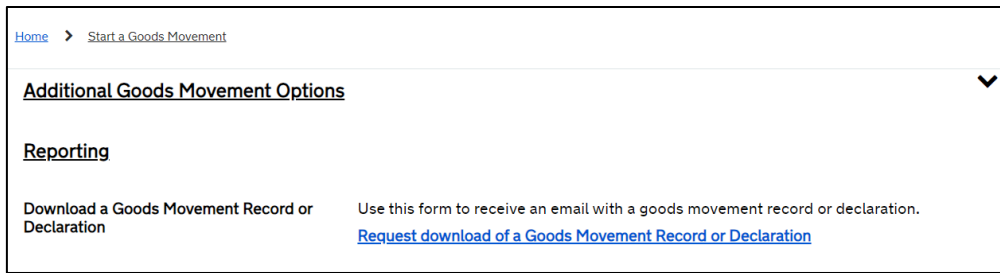 Home > Start a Goods Movement
Additional Goods Movement Options
Reporting
Download a Goods Movement Record or
Declaration
Use this form to receive an email with a goods movement record or declaration.
Request download of a Goods Movement Record or Declaration